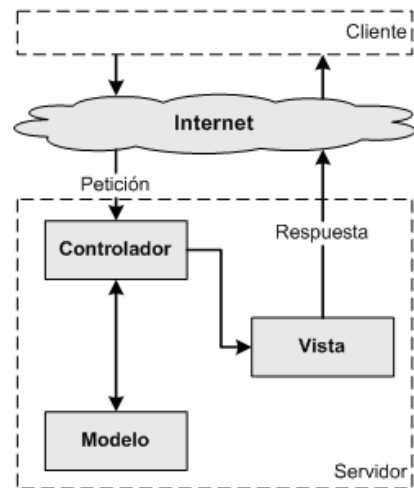 Cliente
Internet
Petición
Controlador
Respuesta
Vista
Modelo
Servidor